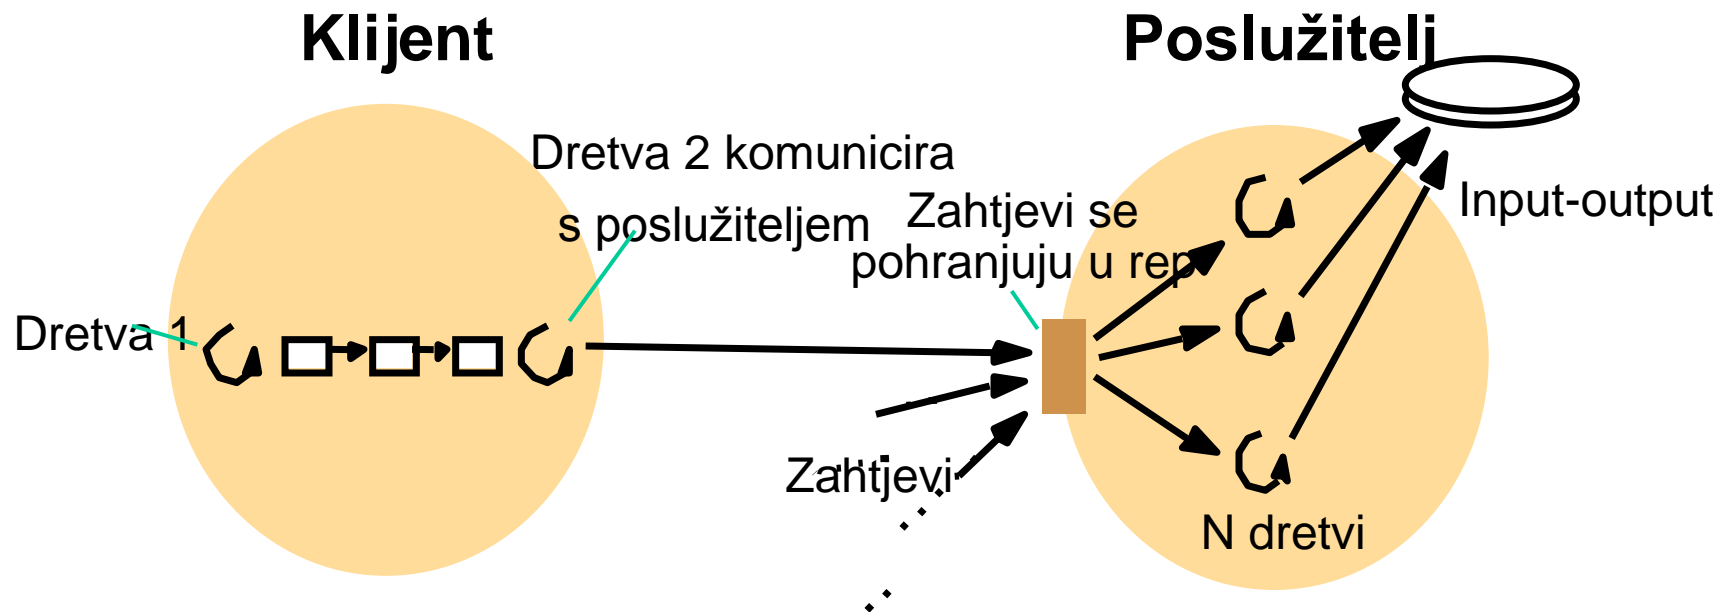 Klijent
Poslužitelj
Dretva 2 komunicira
s poslužiteljem
Zahtjevi se
pohranjuju u rep
Input-output
Dretva 1
Zahtjevi
N dretvi